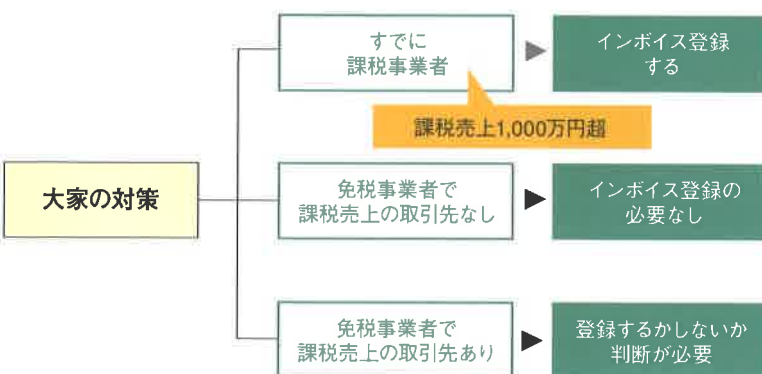 すでに
課税事業者
インボイス登録
する
課税売上1,000万円超
大家の対策
免税事業者で
課税売上の取引先なし
インボイス登録の
必要なし
免税事業者で
課税売上の取引先あり
登録するかしないか
判断が必要